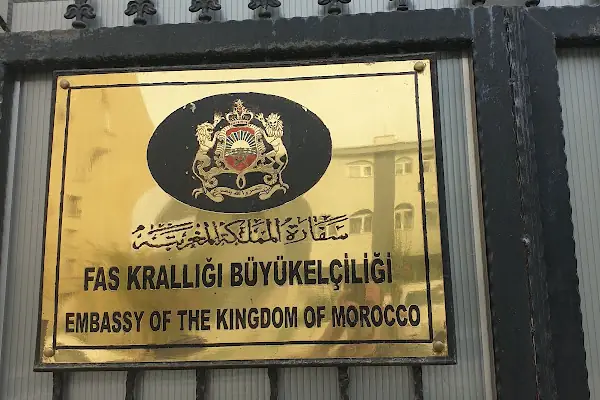 سفارة المملكة المغربية
FAS KRALLIĞI BÜYÜKELÇİLİĞİ
EMBASSY OF THE KINGDOM OF MOROCCO